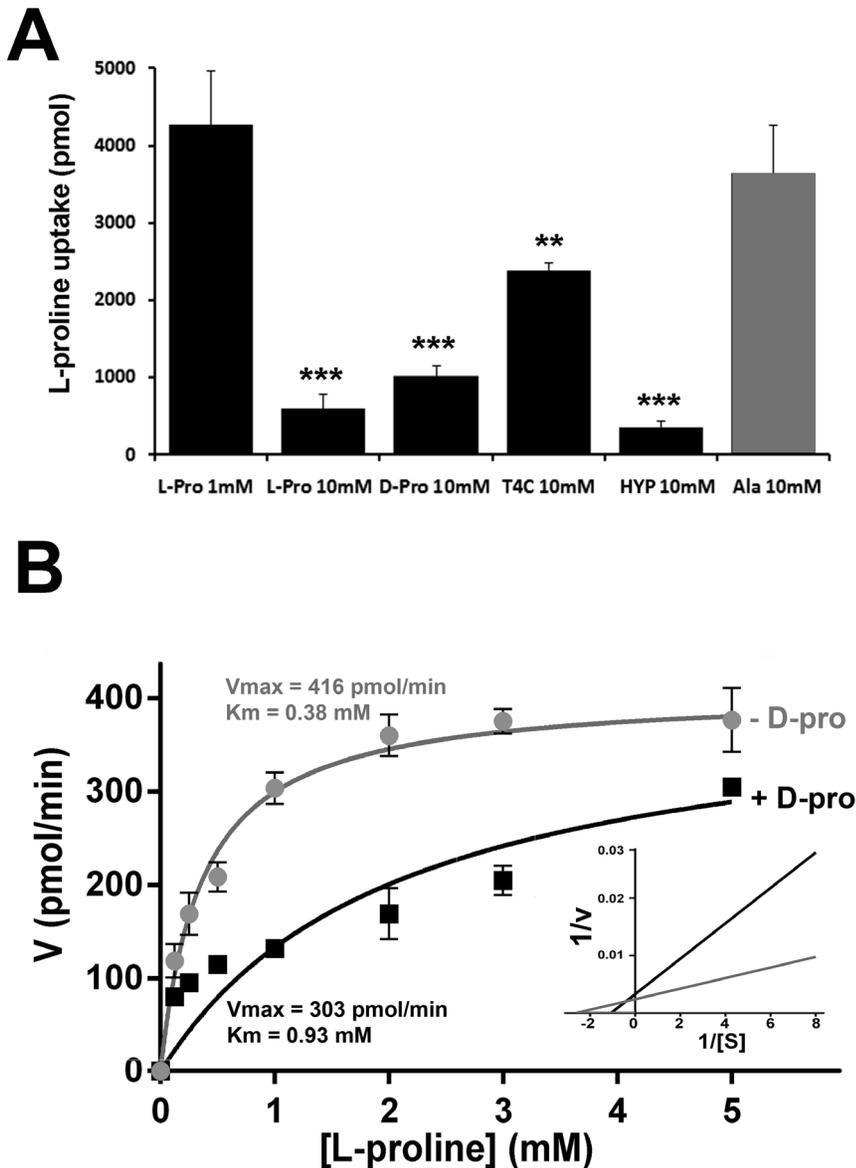 A
L-proline uptake (pmol)
5000
4000
3000
2000
1000
0
***
***
**
***
L-Pro 1mM L-Pro 10mM D-Pro 10mM T4C 10mM HYP 10mM Ala 10mM
B
V (pmol/min)
400
300
200
100
0
Vmax = 416 pmol/min
Km = 0.38 mM
- D-pro
+ D-pro
Vmax = 303 pmol/min
Km = 0.93 mM
1/v
0.03
0.02
0.01
-2 0 2 4 6 8
1/[S]
0 1 2 3 4 5
[L-proline] (mM)